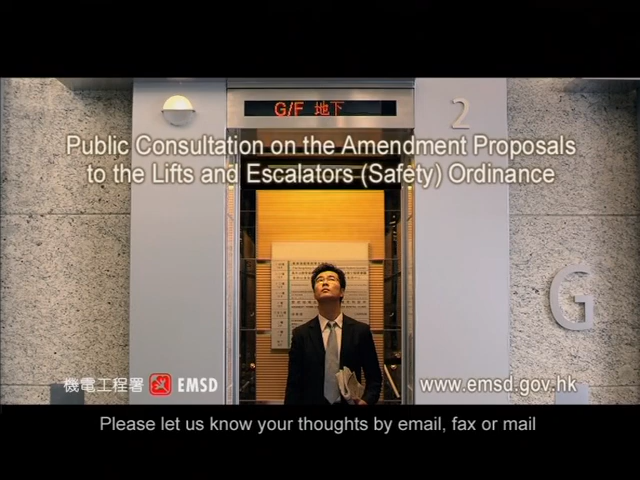 G/F 地下
2
Public Consultation on the Amendment Proposals
to the Lifts and Escalators (Safety) Ordinance
G
機電工程署 EMSD
www.emsd.gov.hk
Please let us know your thoughts by email, fax or mail